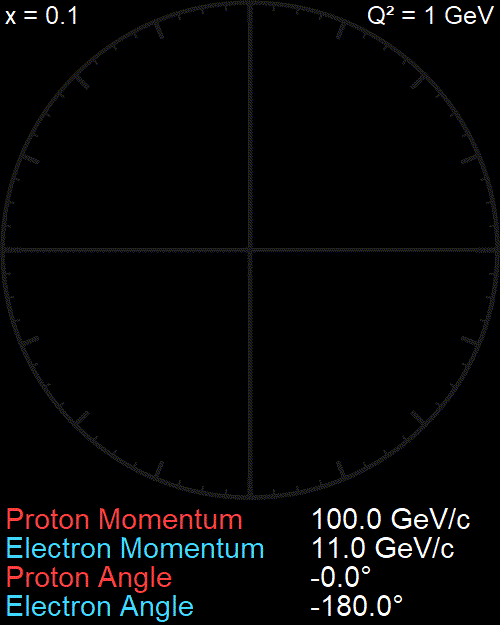 x = 0.1
Q² = 1 GeV
Proton Momentum 100.0 GeV/c
Electron Momentum 11.0 GeV/c
Proton Angle -0.0°
Electron Angle -180.0°